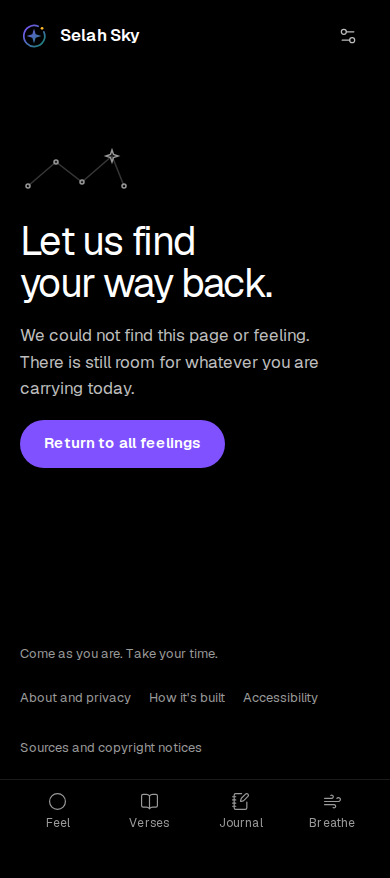 Selah Sky
Let us find
your way back.
We could not find this page or feeling.
There is still room for whatever you are
carrying today.
Return to all feelings
Come as you are. Take your time.
About and privacy How it's built Accessibility
Sources and copyright notices
Feel Verses Journal Breathe